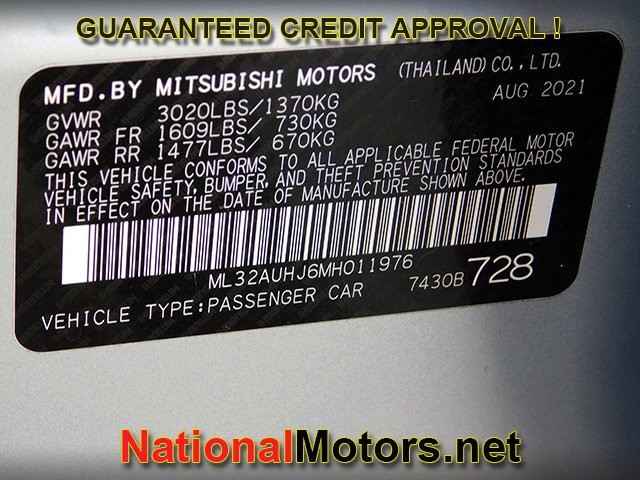 GUARANTEED CREDIT APPROVAL !
MFD.BY MITSUBISHI MOTORS (THAILAND) CO.,LTD.
GVWR 3020LBS/1370KG AUG 2021
GAWR FR 1609LBS/ 730KG
GAWR RR 1477LBS/ 670KG
THIS VEHICLE CONFORMS TO ALL APPLICABLE FEDERAL MOTOR
VEHICLE SAFETY, BUMPER, AND THEFT PREVENTION STANDARDS
IN EFFECT ON THE DATE OF MANUFACTURE SHOWN ABOVE.
ML32AUHJ6MH011976
VEHICLE TYPE:PASSENGER CAR 7430B 728
NationalMotors.net